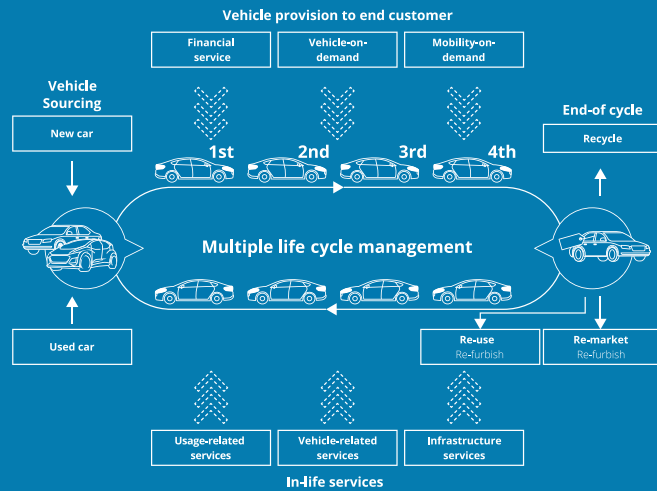 Vehicle provision to end customer
Financial
service
Vehicle-on-
demand
Mobility-on-
demand
Vehicle
Sourcing
New car
End-of cycle
Recycle
1st
2nd
3rd
4th
Multiple life cycle management
Used car
Re-use
Re-furbish
Re-market
Re-furbish
Usage-related
services
Vehicle-related
services
Infrastructure
services
In-life services